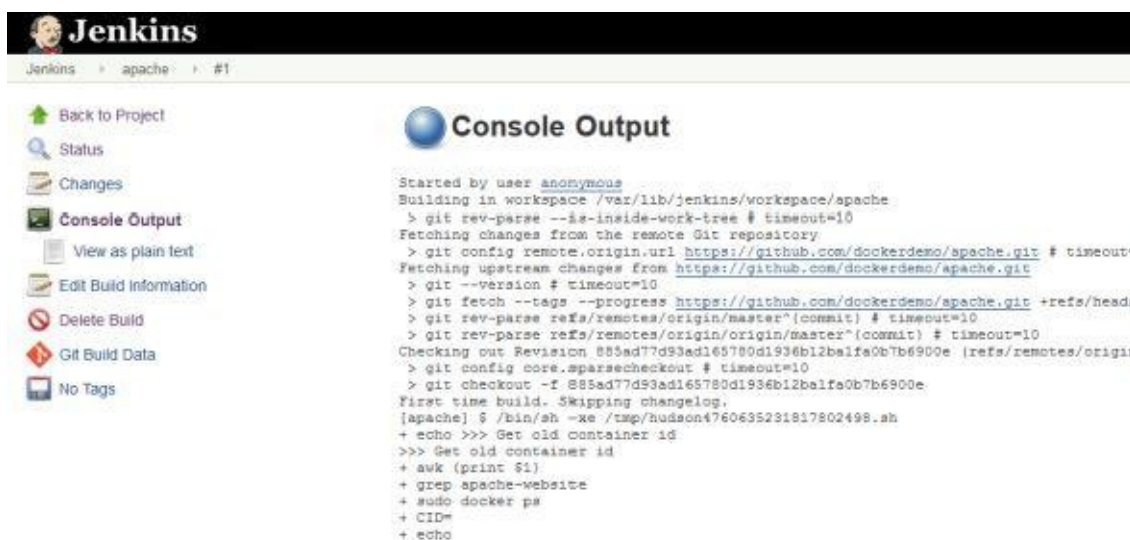 Jenkins
Jenkins apache #1
Back to Project
Status
Changes
Console Output
View as plain text
Edit Build Information
Delete Build
Git Build Data
No Tags
Console Output
Started by user anonymous
Building in workspace /var/lib/jenkins/workspace/apache
> git rev-parse --is-inside-work-tree # timeout=10
Fetching changes from the remote Git repository
> git config remote.origin.url https://github.com/dockerdemo/apache.git # timeout
Fetching upstream changes from https://github.com/dockerdemo/apache.git
> git --version # timeout=10
> git fetch --tags --progress https://github.com/dockerdemo/apache.git +refs/head
> git rev-parse refs/remotes/origin/master^{commit} # timeout=10
> git rev-parse refs/remotes/origin/origin/master^{commit} # timeout=10
Checking out Revision 885ad77d93ad165780d1936b12ba1fa0b7b6900e (refs/remotes/origi
> git config core.sparsecheckout # timeout=10
> git checkout -f 885ad77d93ad165780d1936b12ba1fa0b7b6900e
First time build. Skipping changelog.
[apache] $ /bin/sh -xe /tmp/hudson4760635231817802498.sh
+ echo >>> Get old container id
>>> Get old container id
+ awk {print $1}
+ grep apache-website
+ sudo docker ps
+ CID=
+ echo